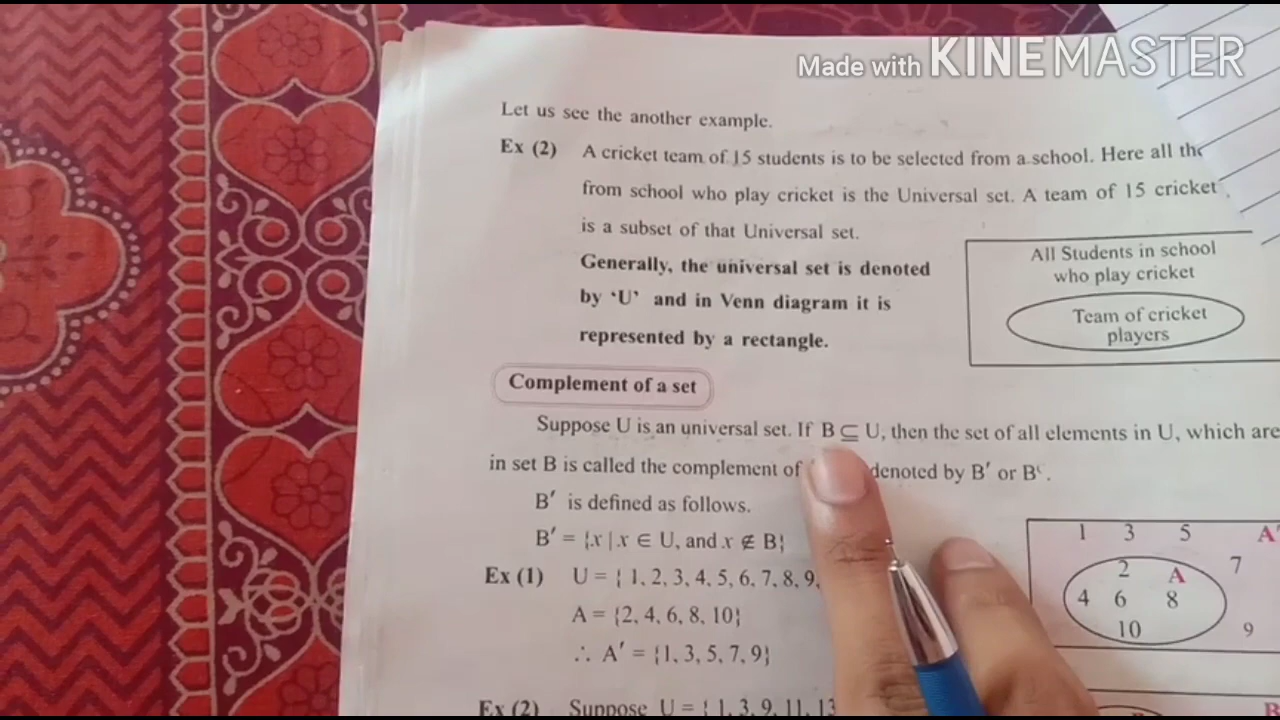 Made with KINEMASTER
Let us see the another example.
Ex (2) A cricket team of 15 students is to be selected from a school. Here all the
from school who play cricket is the Universal set. A team of 15 cricket
is a subset of that Universal set.
Generally, the universal set is denoted
by ‘U’ and in Venn diagram it is
represented by a rectangle.
All Students in school
who play cricket
Team of cricket
players
Complement of a set
Suppose U is an universal set. If B ⊆ U, then the set of all elements in U, which are
in set B is called the complement of denoted by B′ or Bᶜ.
B′ is defined as follows.
B′ = {x | x ∈ U, and x ∉ B}
Ex (1) U = { 1, 2, 3, 4, 5, 6, 7, 8, 9,
A = {2, 4, 6, 8, 10}
∴ A′ = {1, 3, 5, 7, 9}
1 3 5 A′
2 A 7
4 6 8
10 9
Ex (2) Suppose U = { 1, 3, 9, 11, 13
B